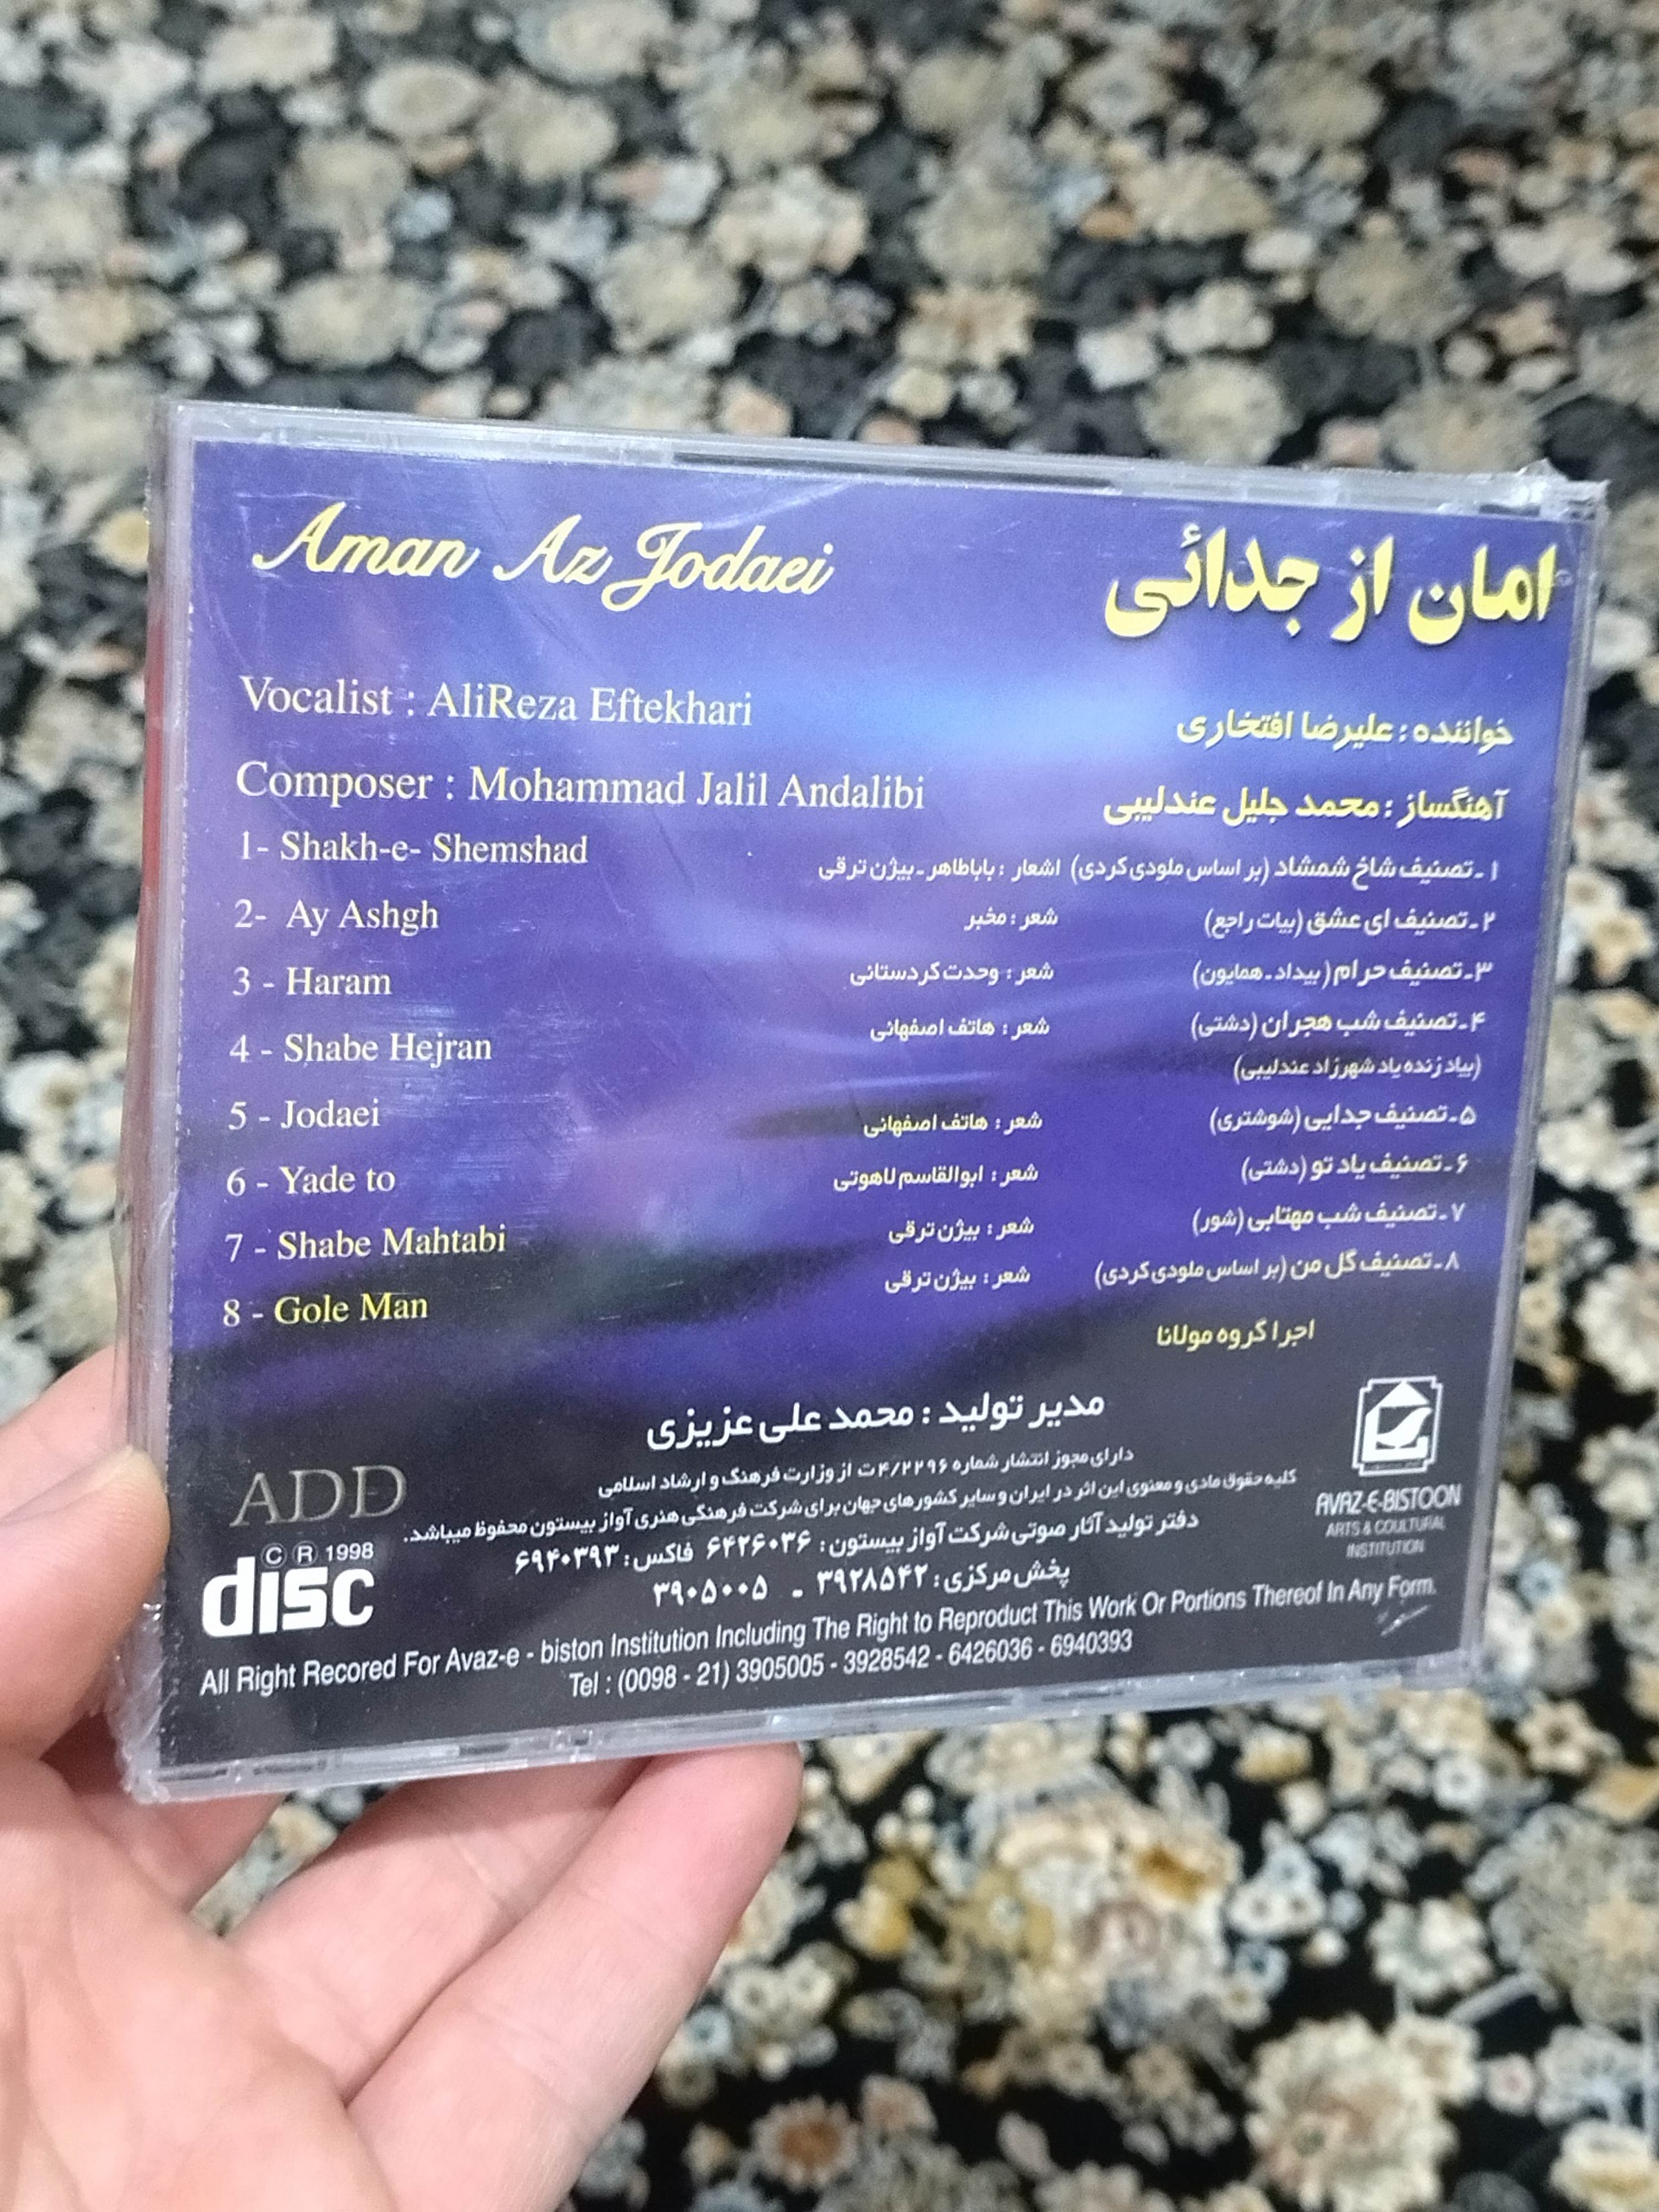 Aman Az Jodaei
امان از جدائی
Vocalist : AliReza Eftekhari
خواننده : علیرضا افتخاری
Composer : Mohammad Jalil Andalibi
آهنگساز : محمد جلیل عندلیبی
1- Shakh-e- Shemshad
۱ـ تصنیف شاخ شمشاد (بر اساس ملودی کردی) اشعار : باباطاهر ـ بیژن ترقی
2- Ay Ashgh
۲ـ تصنیف ای عشق (بیات راجع) شعر : مخبر
3 - Haram
۳ـ تصنیف حرام (بیداد ـ همایون) شعر : وحدت کردستانی
4 - Shabe Hejran
۴ـ تصنیف شب هجران (دشتی) شعر : هاتف اصفهانی
(بیاد زنده یاد شهرزاد عندلیبی)
5 - Jodaei
۵ـ تصنیف جدایی (شوشتری) شعر : هاتف اصفهانی
6 - Yade to
۶ـ تصنیف یاد تو (دشتی) شعر : ابوالقاسم لاهوتی
7 - Shabe Mahtabi
۷ـ تصنیف شب مهتابی (شور) شعر : بیژن ترقی
8 - Gole Man
۸ـ تصنیف گل من (بر اساس ملودی کردی) شعر : بیژن ترقی
اجرا گروه مولانا
مدیر تولید : محمد علی عزیزی
دارای مجوز انتشار شماره ۴/۲۲۹۶ت از وزارت فرهنگ و ارشاد اسلامی
کلیه حقوق مادی و معنوی این اثر در ایران و سایر کشورهای جهان برای شرکت فرهنگی هنری آواز بیستون محفوظ میباشد.
دفتر تولید آثار صوتی شرکت آواز بیستون : ۶۴۲۶۰۳۶ فاکس : ۶۹۴۰۳۹۳
پخش مرکزی : ۳۹۲۸۵۴۲ ـ ۳۹۰۵۰۰۵
ADD
C R 1998
disc
AVAZ-E-BISTOON
ARTS & COULTURAL
INSTITUTION
All Right Recored For Avaz-e - biston Institution Including The Right to Reproduct This Work Or Portions Thereof In Any Form.
Tel : (0098 - 21) 3905005 - 3928542 - 6426036 - 6940393